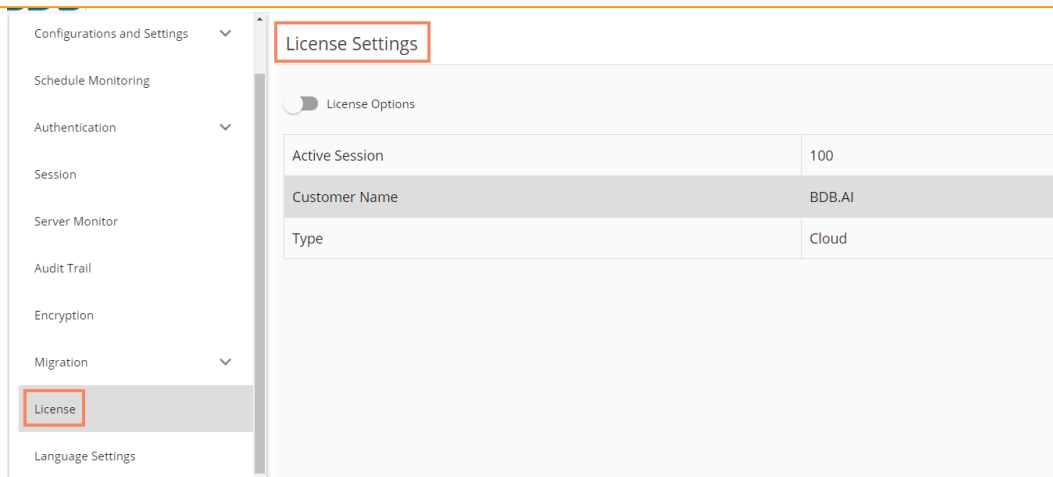 Configurations and Settings
Schedule Monitoring
Authentication
Session
Server Monitor
Audit Trail
Encryption
Migration
License
Language Settings
License Settings
License Options
Active Session 100
Customer Name BDB.AI
Type Cloud